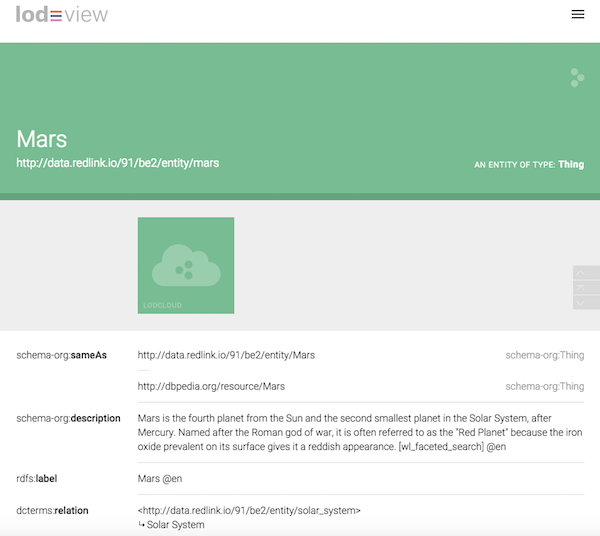 lodview
Mars
http://data.redlink.io/91/be2/entity/mars
AN ENTITY OF TYPE: Thing
LODCLOUD
schema-org:sameAs http://data.redlink.io/91/be2/entity/Mars schema-org:Thing
http://dbpedia.org/resource/Mars schema-org:Thing
schema-org:description Mars is the fourth planet from the Sun and the second smallest planet in the Solar System, after
Mercury. Named after the Roman god of war, it is often referred to as the "Red Planet" because the iron
oxide prevalent on its surface gives it a reddish appearance. [wl_faceted_search] @en
rdfs:label Mars @en
dcterms:relation <http://data.redlink.io/91/be2/entity/solar_system>
↳ Solar System